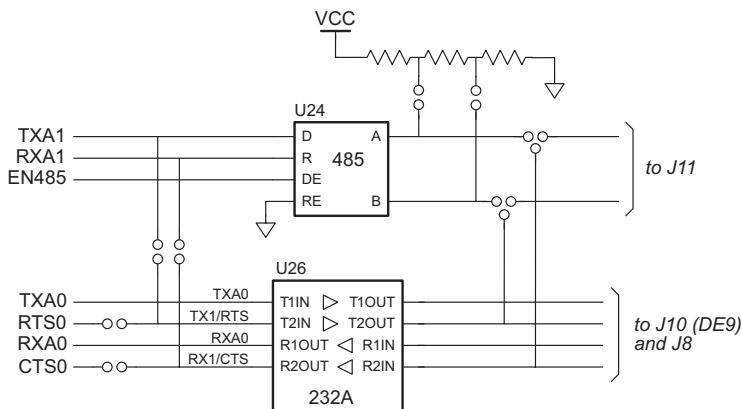 VCC
U24
TXA1 D A
RXA1 R 485
EN485 DE
RE B
to J11
U26
TXA0 TXA0 T1IN T1OUT
RTS0 TX1/RTS T2IN T2OUT
RXA0 RXA0 R1OUT R1IN
CTS0 RX1/CTS R2OUT R2IN
232A
to J10 (DE9)
and J8